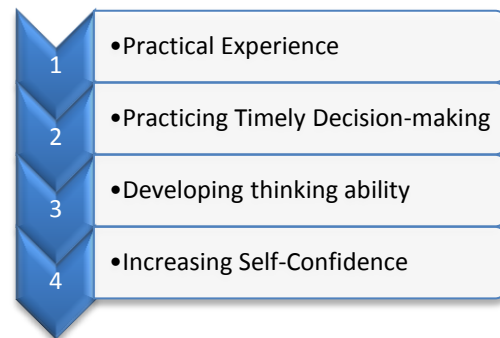 1
•Practical Experience
2
•Practicing Timely Decision-making
3
•Developing thinking ability
4
•Increasing Self-Confidence